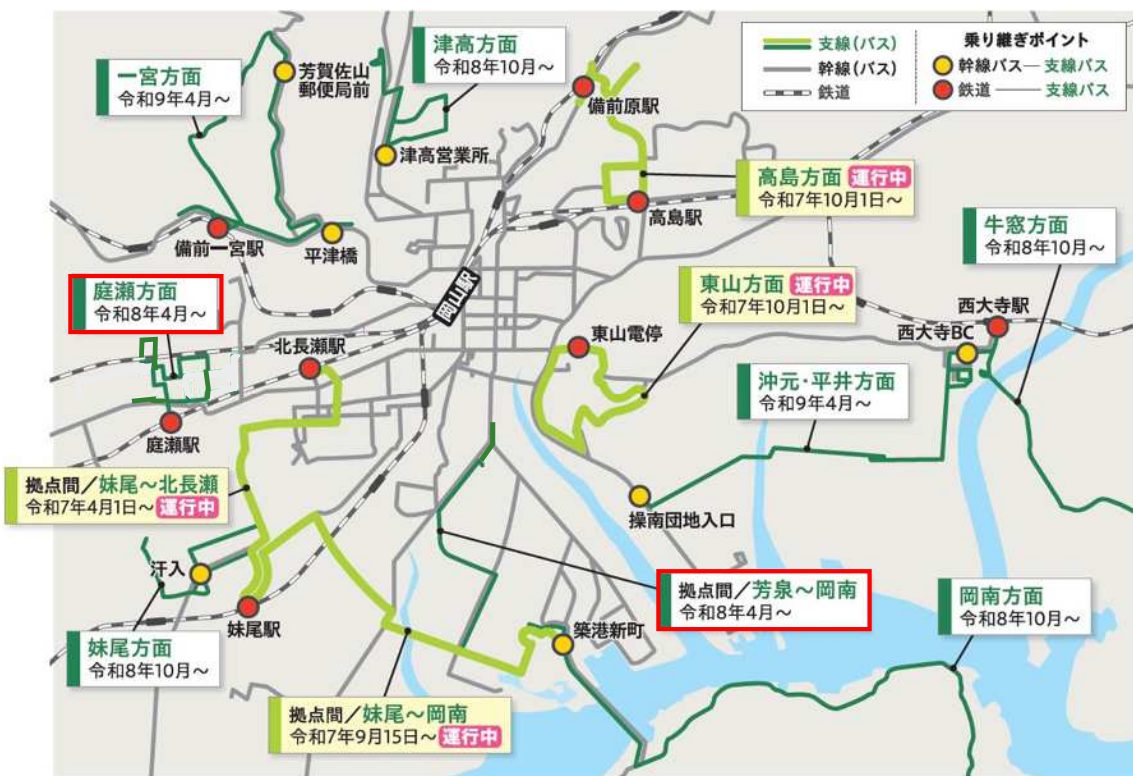 一宮方面
令和9年4月～
芳賀佐山
郵便局前
津高方面
令和8年10月～
備前原駅
支線(バス)
幹線(バス)
鉄道
乗り継ぎポイント
幹線バス―支線バス
鉄道―支線バス
津高営業所
高島方面 運行中
令和7年10月1日～
高島駅
牛窓方面
令和8年10月～
備前一宮駅
平津橋
庭瀬方面
令和8年4月～
岡山駅
東山方面 運行中
令和7年10月1日～
西大寺駅
西大寺BC
北長瀬駅
東山電停
沖元・平井方面
令和9年4月～
庭瀬駅
拠点間/妹尾～北長瀬
令和7年4月1日～ 運行中
操南団地入口
汗入
妹尾駅
拠点間/芳泉～岡南
令和8年4月～
岡南方面
令和8年10月～
妹尾方面
令和8年10月～
築港新町
拠点間/妹尾～岡南
令和7年9月15日～ 運行中